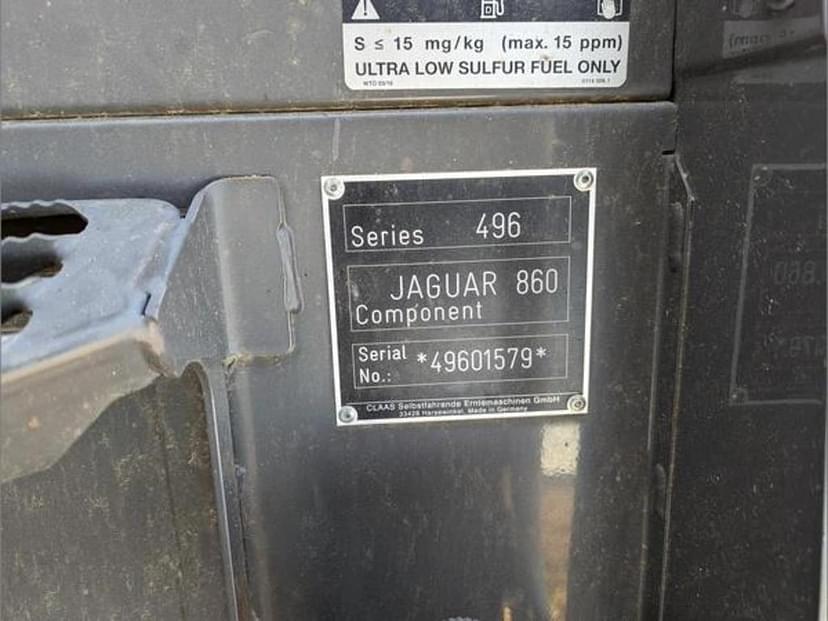 S ≤ 15 mg/kg (max. 15 ppm)
ULTRA LOW SULFUR FUEL ONLY
Series 496
JAGUAR 860
Component
Serial No.: *49601579*
CLAAS Selbstfahrende Erntemaschinen GmbH
33428 Harsewinkel, Made in Germany